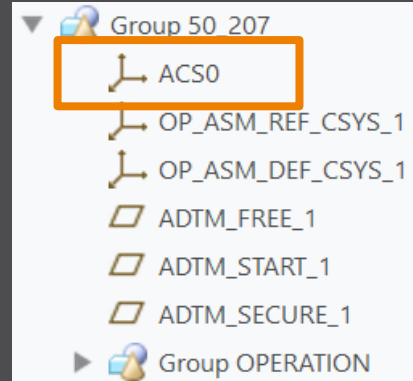 Group 50_207
ACS0
OP_ASM_REF_CSYS_1
OP_ASM_DEF_CSYS_1
ADTM_FREE_1
ADTM_START_1
ADTM_SECURE_1
Group OPERATION